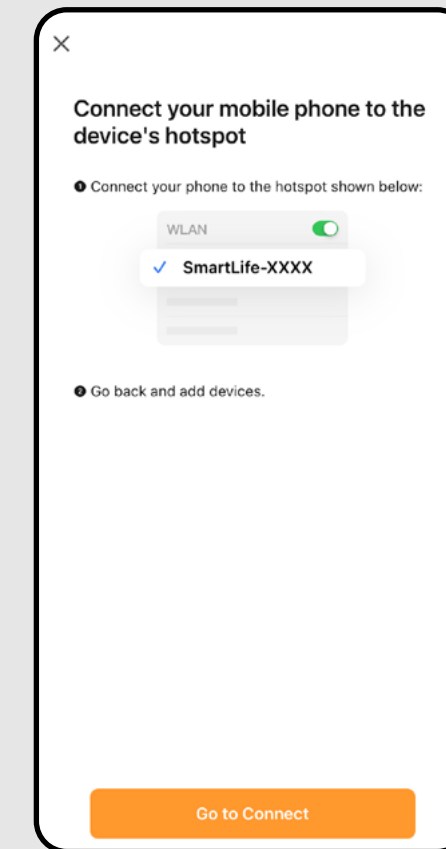 Connect your mobile phone to the
device's hotspot
❶ Connect your phone to the hotspot shown below:
WLAN
SmartLife-XXXX
❷ Go back and add devices.
Go to Connect